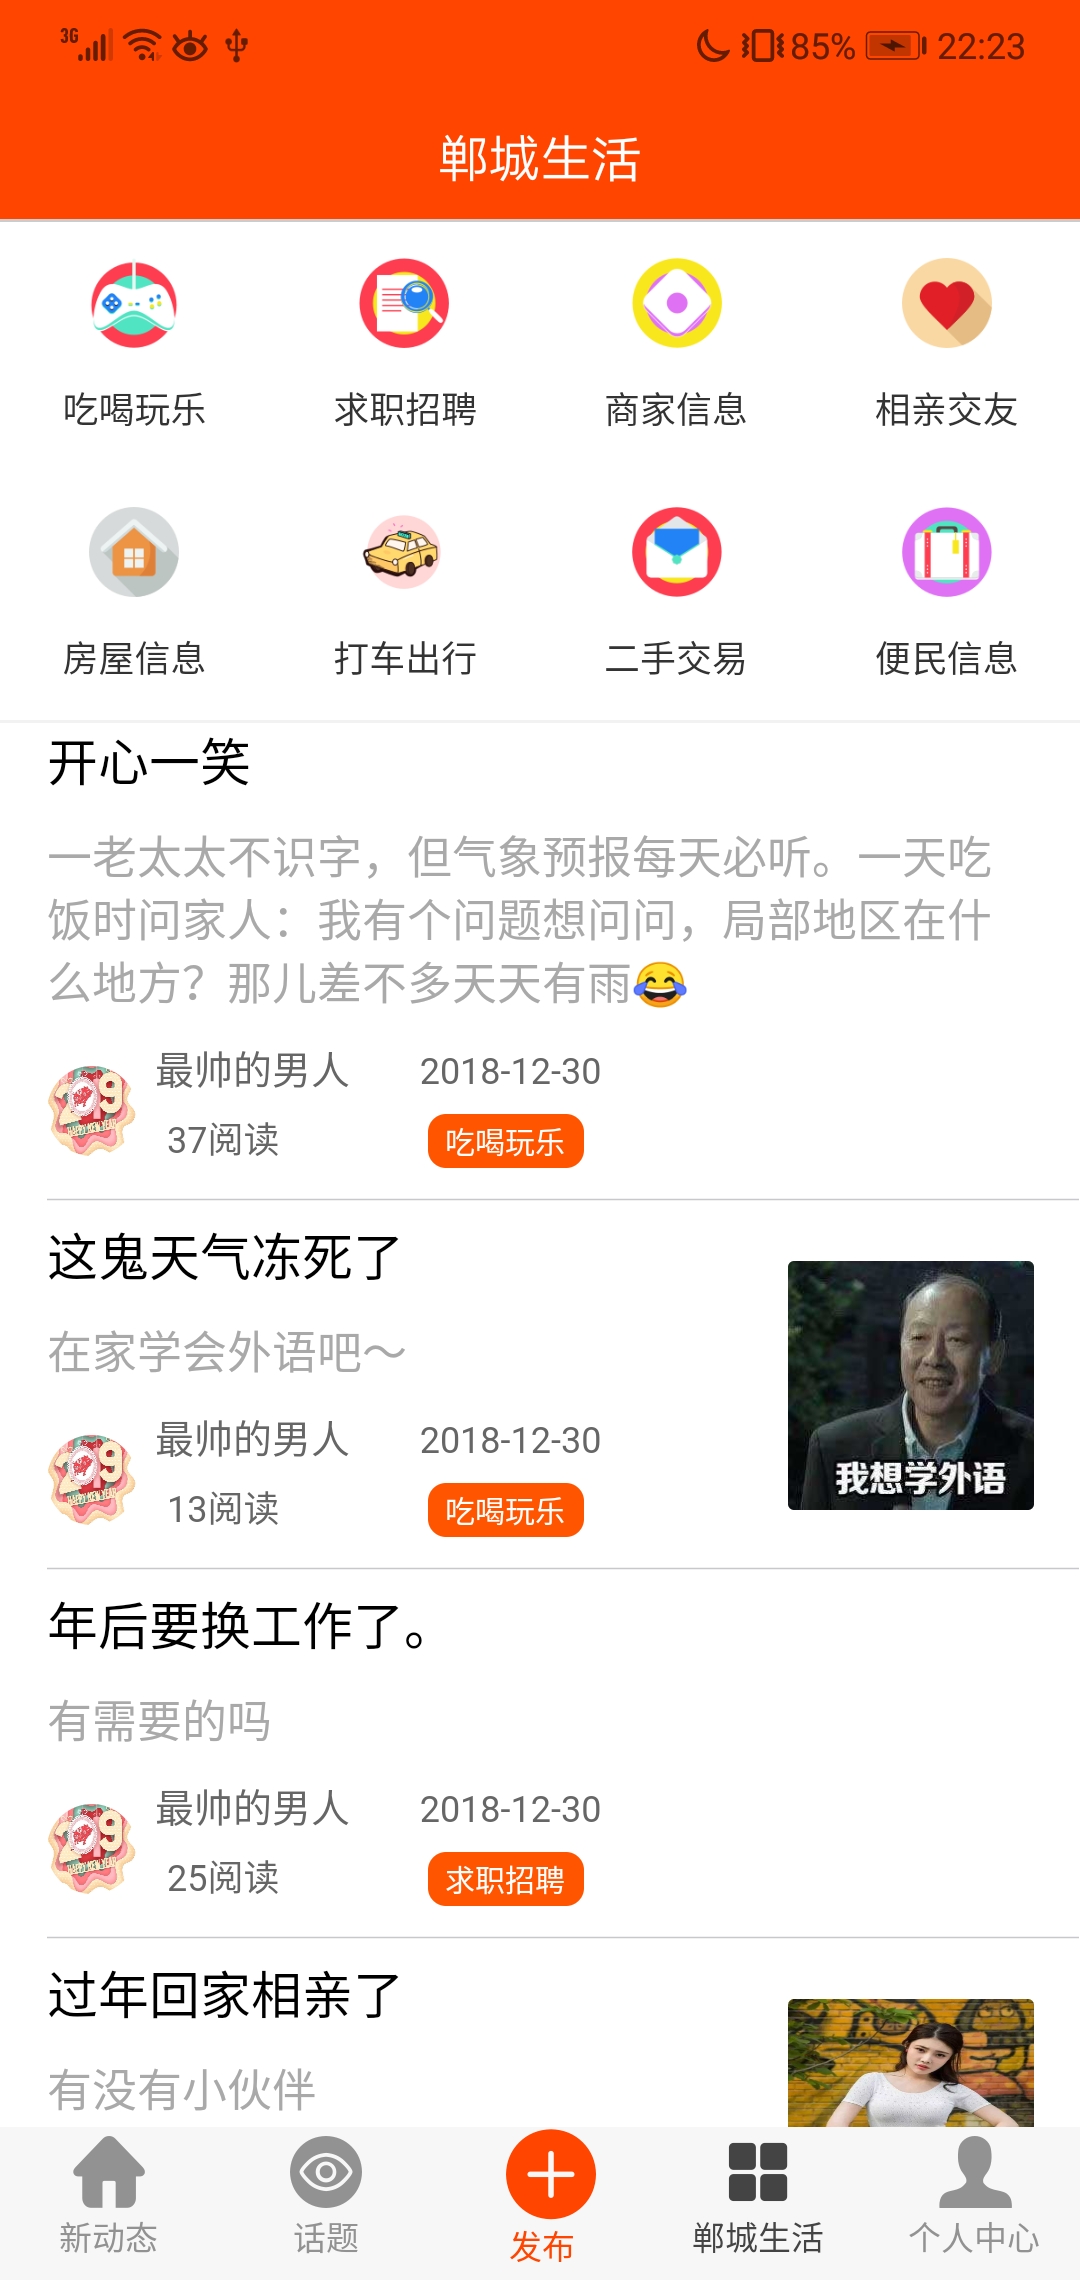 3G
85%
22:23
郸城生活
吃喝玩乐
求职招聘
商家信息
相亲交友
房屋信息
打车出行
二手交易
便民信息
开心一笑
一老太太不识字，但气象预报每天必听。一天吃
饭时问家人：我有个问题想问问，局部地区在什
么地方？那儿差不多天天有雨😂
最帅的男人
2018-12-30
37阅读
吃喝玩乐
这鬼天气冻死了
在家学会外语吧～
我想学外语
最帅的男人
2018-12-30
13阅读
吃喝玩乐
年后要换工作了。
有需要的吗
最帅的男人
2018-12-30
25阅读
求职招聘
过年回家相亲了
有没有小伙伴
新动态
话题
发布
郸城生活
个人中心